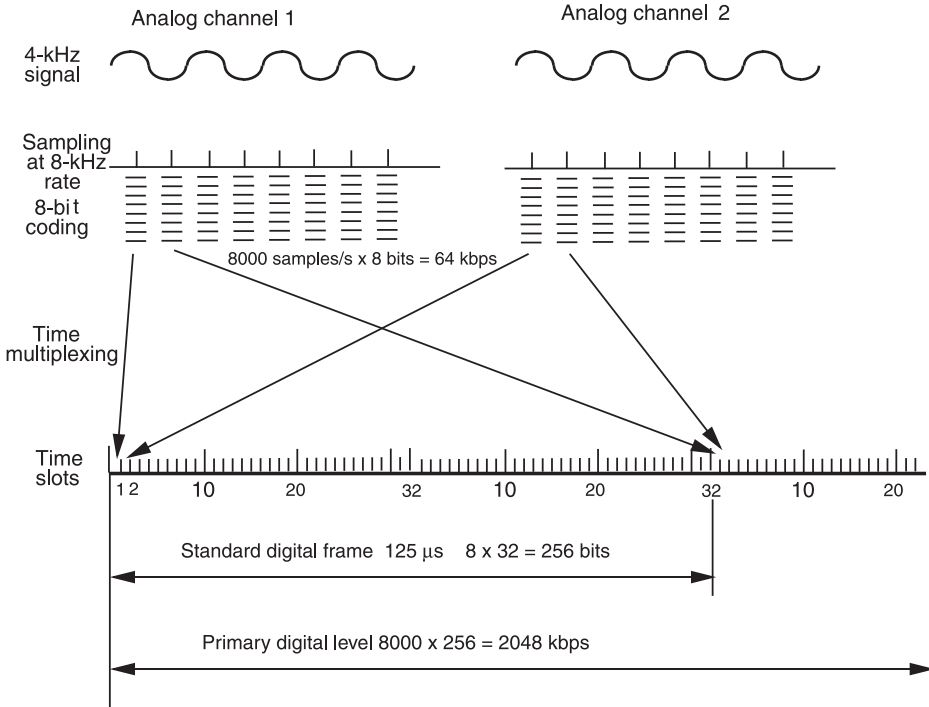 Analog channel 1
Analog channel 2
4-kHz
signal
Sampling
at 8-kHz
rate
8-bit
coding
8000 samples/s x 8 bits = 64 kbps
Time
multiplexing
Time
slots
1 2 10 20 32 10 20 32 10 20
Standard digital frame 125 μs 8 x 32 = 256 bits
Primary digital level 8000 x 256 = 2048 kbps